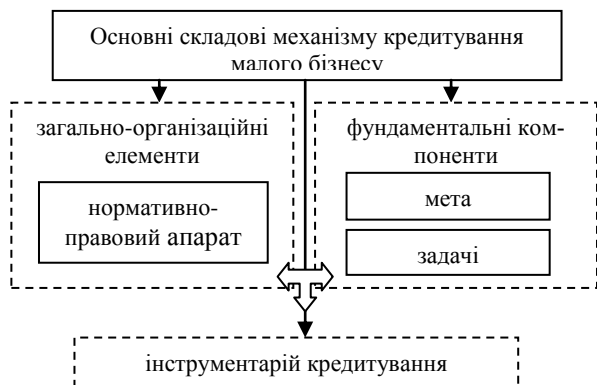 Основні складові механізму кредитування
малого бізнесу
загально-організаційні
елементи
нормативно-
правовий апарат
фундаментальні ком-
поненти
мета
задачі
інструментарій кредитування